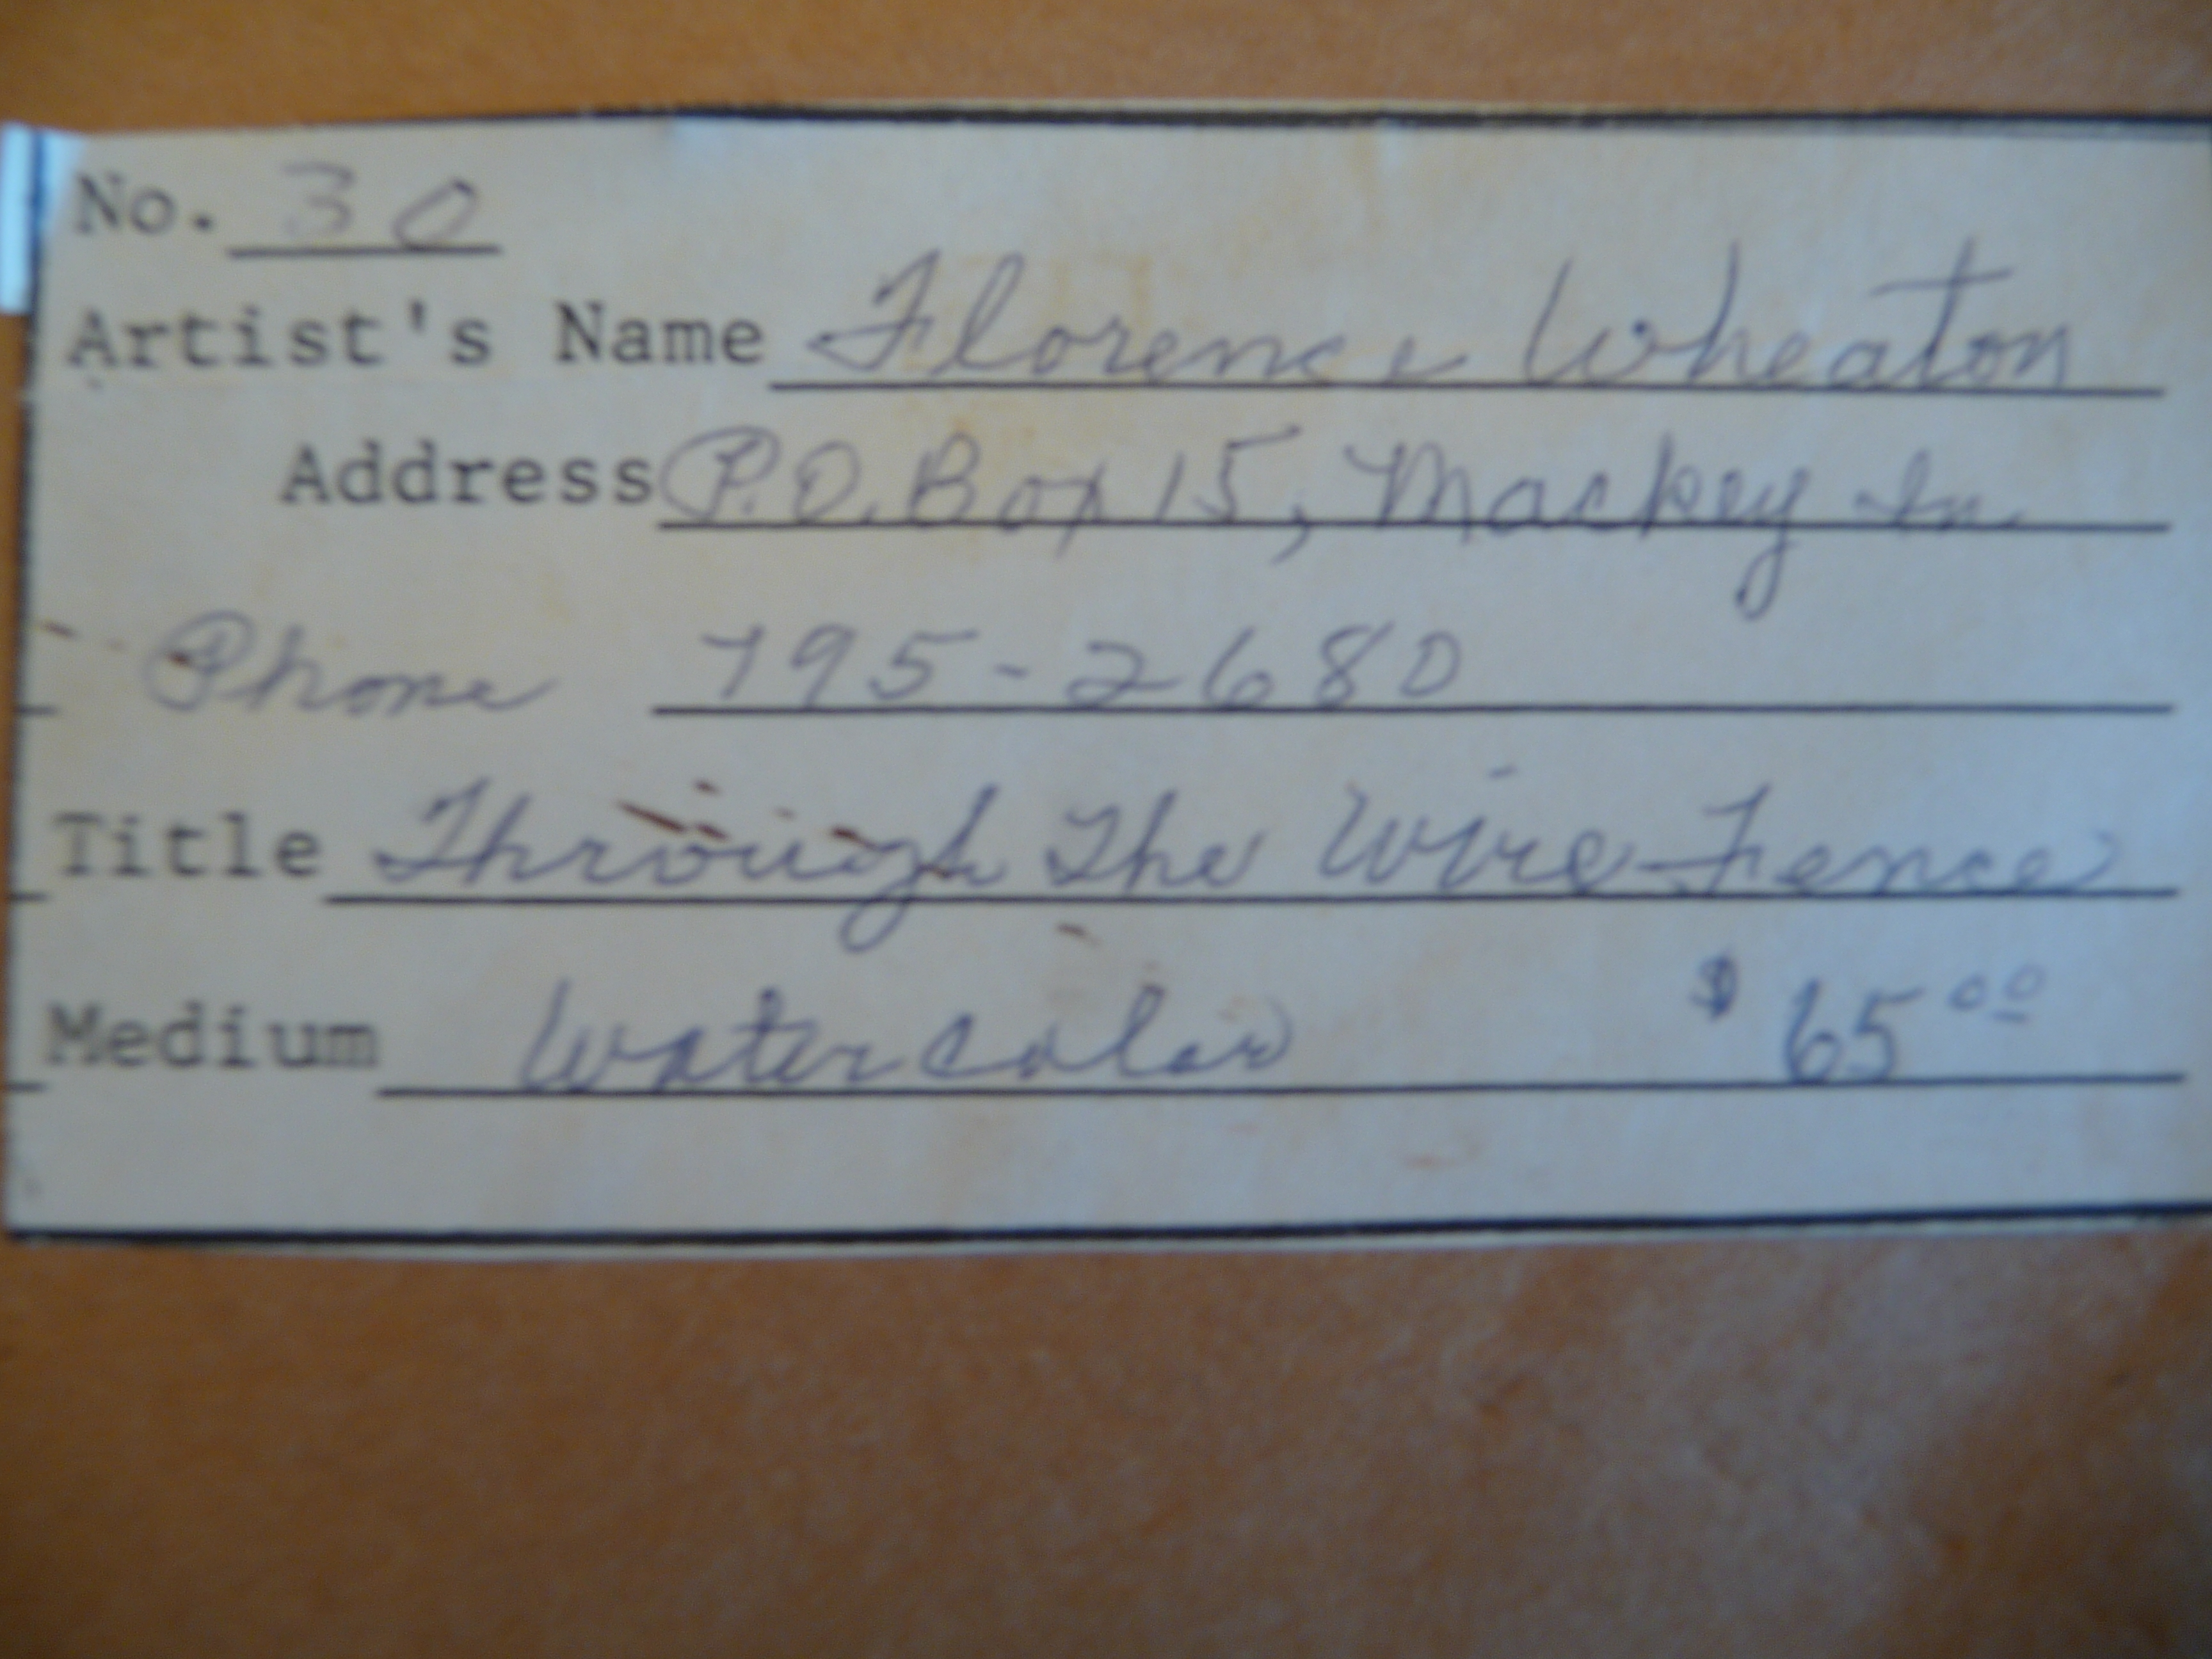 No. 30
Artist's Name Florence Wheaton
Address P.O. Box 15, Mackey In.
Phone 795-2680
Title Through The Wire Fence
Medium Watercolor $65.00